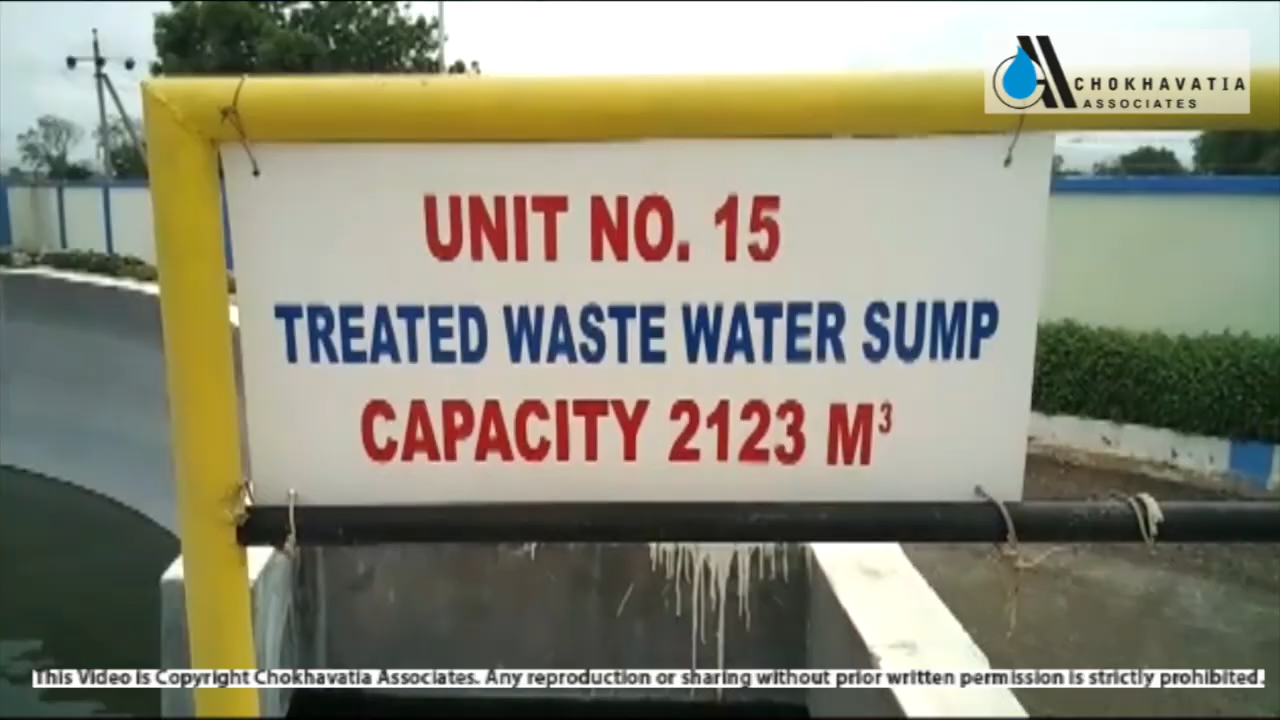 CHOKHAVATIA
ASSOCIATES
UNIT NO. 15
TREATED WASTE WATER SUMP
CAPACITY 2123 M³
This Video is Copyright Chokhavatia Associates. Any reproduction or sharing without prior written permission is strictly prohibited.